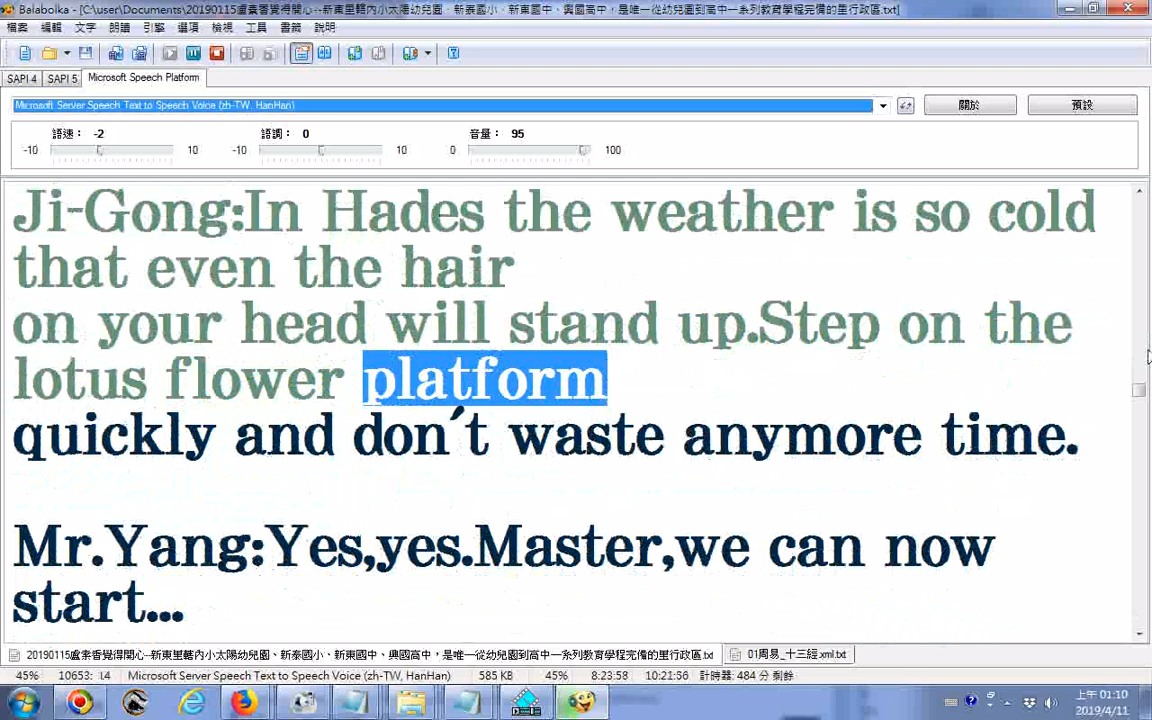 Balabolka - [C:\user\Documents\20190115盧素香覺得開心--新東里轄內小太陽幼兒園、新泰國小、新東國中、興國高中，是唯一從幼兒園到高中一系列教育學程完備的里行政區.txt]
檔案 編輯 文字 朗讀 引擎 選項 檢視 工具 書籤 說明
SAPI 4 SAPI 5 Microsoft Speech Platform
Microsoft Server Speech Text to Speech Voice (zh-TW, HanHan) 關於 預設
語速： -2 語調： 0 音量： 95
-10 10 -10 10 0 100
Ji-Gong:In Hades the weather is so cold
that even the hair
on your head will stand up.Step on the
lotus flower platform
quickly and don´t waste anymore time.
Mr.Yang:Yes,yes.Master,we can now
start...
20190115盧素香覺得開心--新東里轄內小太陽幼兒園、新泰國小、新東國中、興國高中，是唯一從幼兒園到高中一系列教育學程完備的里行政區.txt 01周易_十三經.xml.txt
45% 10653: 14 Microsoft Server Speech Text to Speech Voice (zh-TW, HanHan) 585 KB 45% 8:23:58 10:21:56 計時器: 484 分 剩餘
上午 01:10
2019/4/11